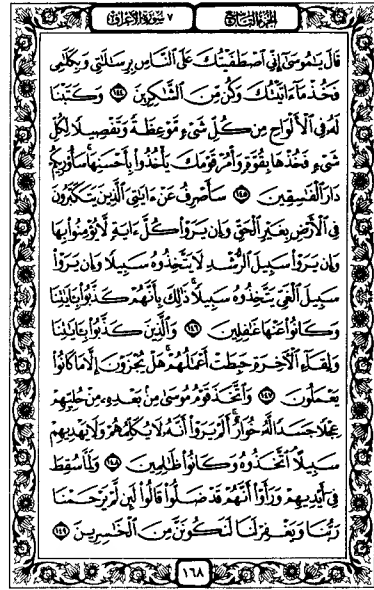 الجزء التاسع ٧ سورة الأعراف
قَالَ يَٰمُوسَىٰٓ إِنِّي ٱصْطَفَيْتُكَ عَلَى ٱلنَّاسِ بِرِسَٰلَٰتِي وَبِكَلَٰمِي
فَخُذْ مَآ ءَاتَيْتُكَ وَكُن مِّنَ ٱلشَّٰكِرِينَ ١٤٤ وَكَتَبْنَا
لَهُۥ فِي ٱلْأَلْوَاحِ مِن كُلِّ شَيْءٍ مَّوْعِظَةً وَتَفْصِيلًا لِّكُلِّ
شَيْءٍ فَخُذْهَا بِقُوَّةٍ وَأْمُرْ قَوْمَكَ يَأْخُذُوا۟ بِأَحْسَنِهَا سَأُو۟رِيكُمْ
دَارَ ٱلْفَٰسِقِينَ ١٤٥ سَأَصْرِفُ عَنْ ءَايَٰتِيَ ٱلَّذِينَ يَتَكَبَّرُونَ
فِي ٱلْأَرْضِ بِغَيْرِ ٱلْحَقِّ وَإِن يَرَوْا۟ كُلَّ ءَايَةٍ لَّا يُؤْمِنُوا۟ بِهَا
وَإِن يَرَوْا۟ سَبِيلَ ٱلرُّشْدِ لَا يَتَّخِذُوهُ سَبِيلًا وَإِن يَرَوْا۟
سَبِيلَ ٱلْغَيِّ يَتَّخِذُوهُ سَبِيلًا ذَٰلِكَ بِأَنَّهُمْ كَذَّبُوا۟ بِـَٔايَٰتِنَا
وَكَانُوا۟ عَنْهَا غَٰفِلِينَ ١٤٦ وَٱلَّذِينَ كَذَّبُوا۟ بِـَٔايَٰتِنَا
وَلِقَآءِ ٱلْءَاخِرَةِ حَبِطَتْ أَعْمَٰلُهُمْ هَلْ يُجْزَوْنَ إِلَّا مَا كَانُوا۟
يَعْمَلُونَ ١٤٧ وَٱتَّخَذَ قَوْمُ مُوسَىٰ مِنۢ بَعْدِهِۦ مِنْ حُلِيِّهِمْ
عِجْلًا جَسَدًا لَّهُۥ خُوَارٌ أَلَمْ يَرَوْا۟ أَنَّهُۥ لَا يُكَلِّمُهُمْ وَلَا يَهْدِيهِمْ
سَبِيلًا ٱتَّخَذُوهُ وَكَانُوا۟ ظَٰلِمِينَ ١٤٨ وَلَمَّا سُقِطَ
فِيٓ أَيْدِيهِمْ وَرَأَوْا۟ أَنَّهُمْ قَدْ ضَلُّوا۟ قَالُوا۟ لَئِن لَّمْ يَرْحَمْنَا
رَبُّنَا وَيَغْفِرْ لَنَا لَنَكُونَنَّ مِنَ ٱلْخَٰسِرِينَ ١٤٩
١٦٨